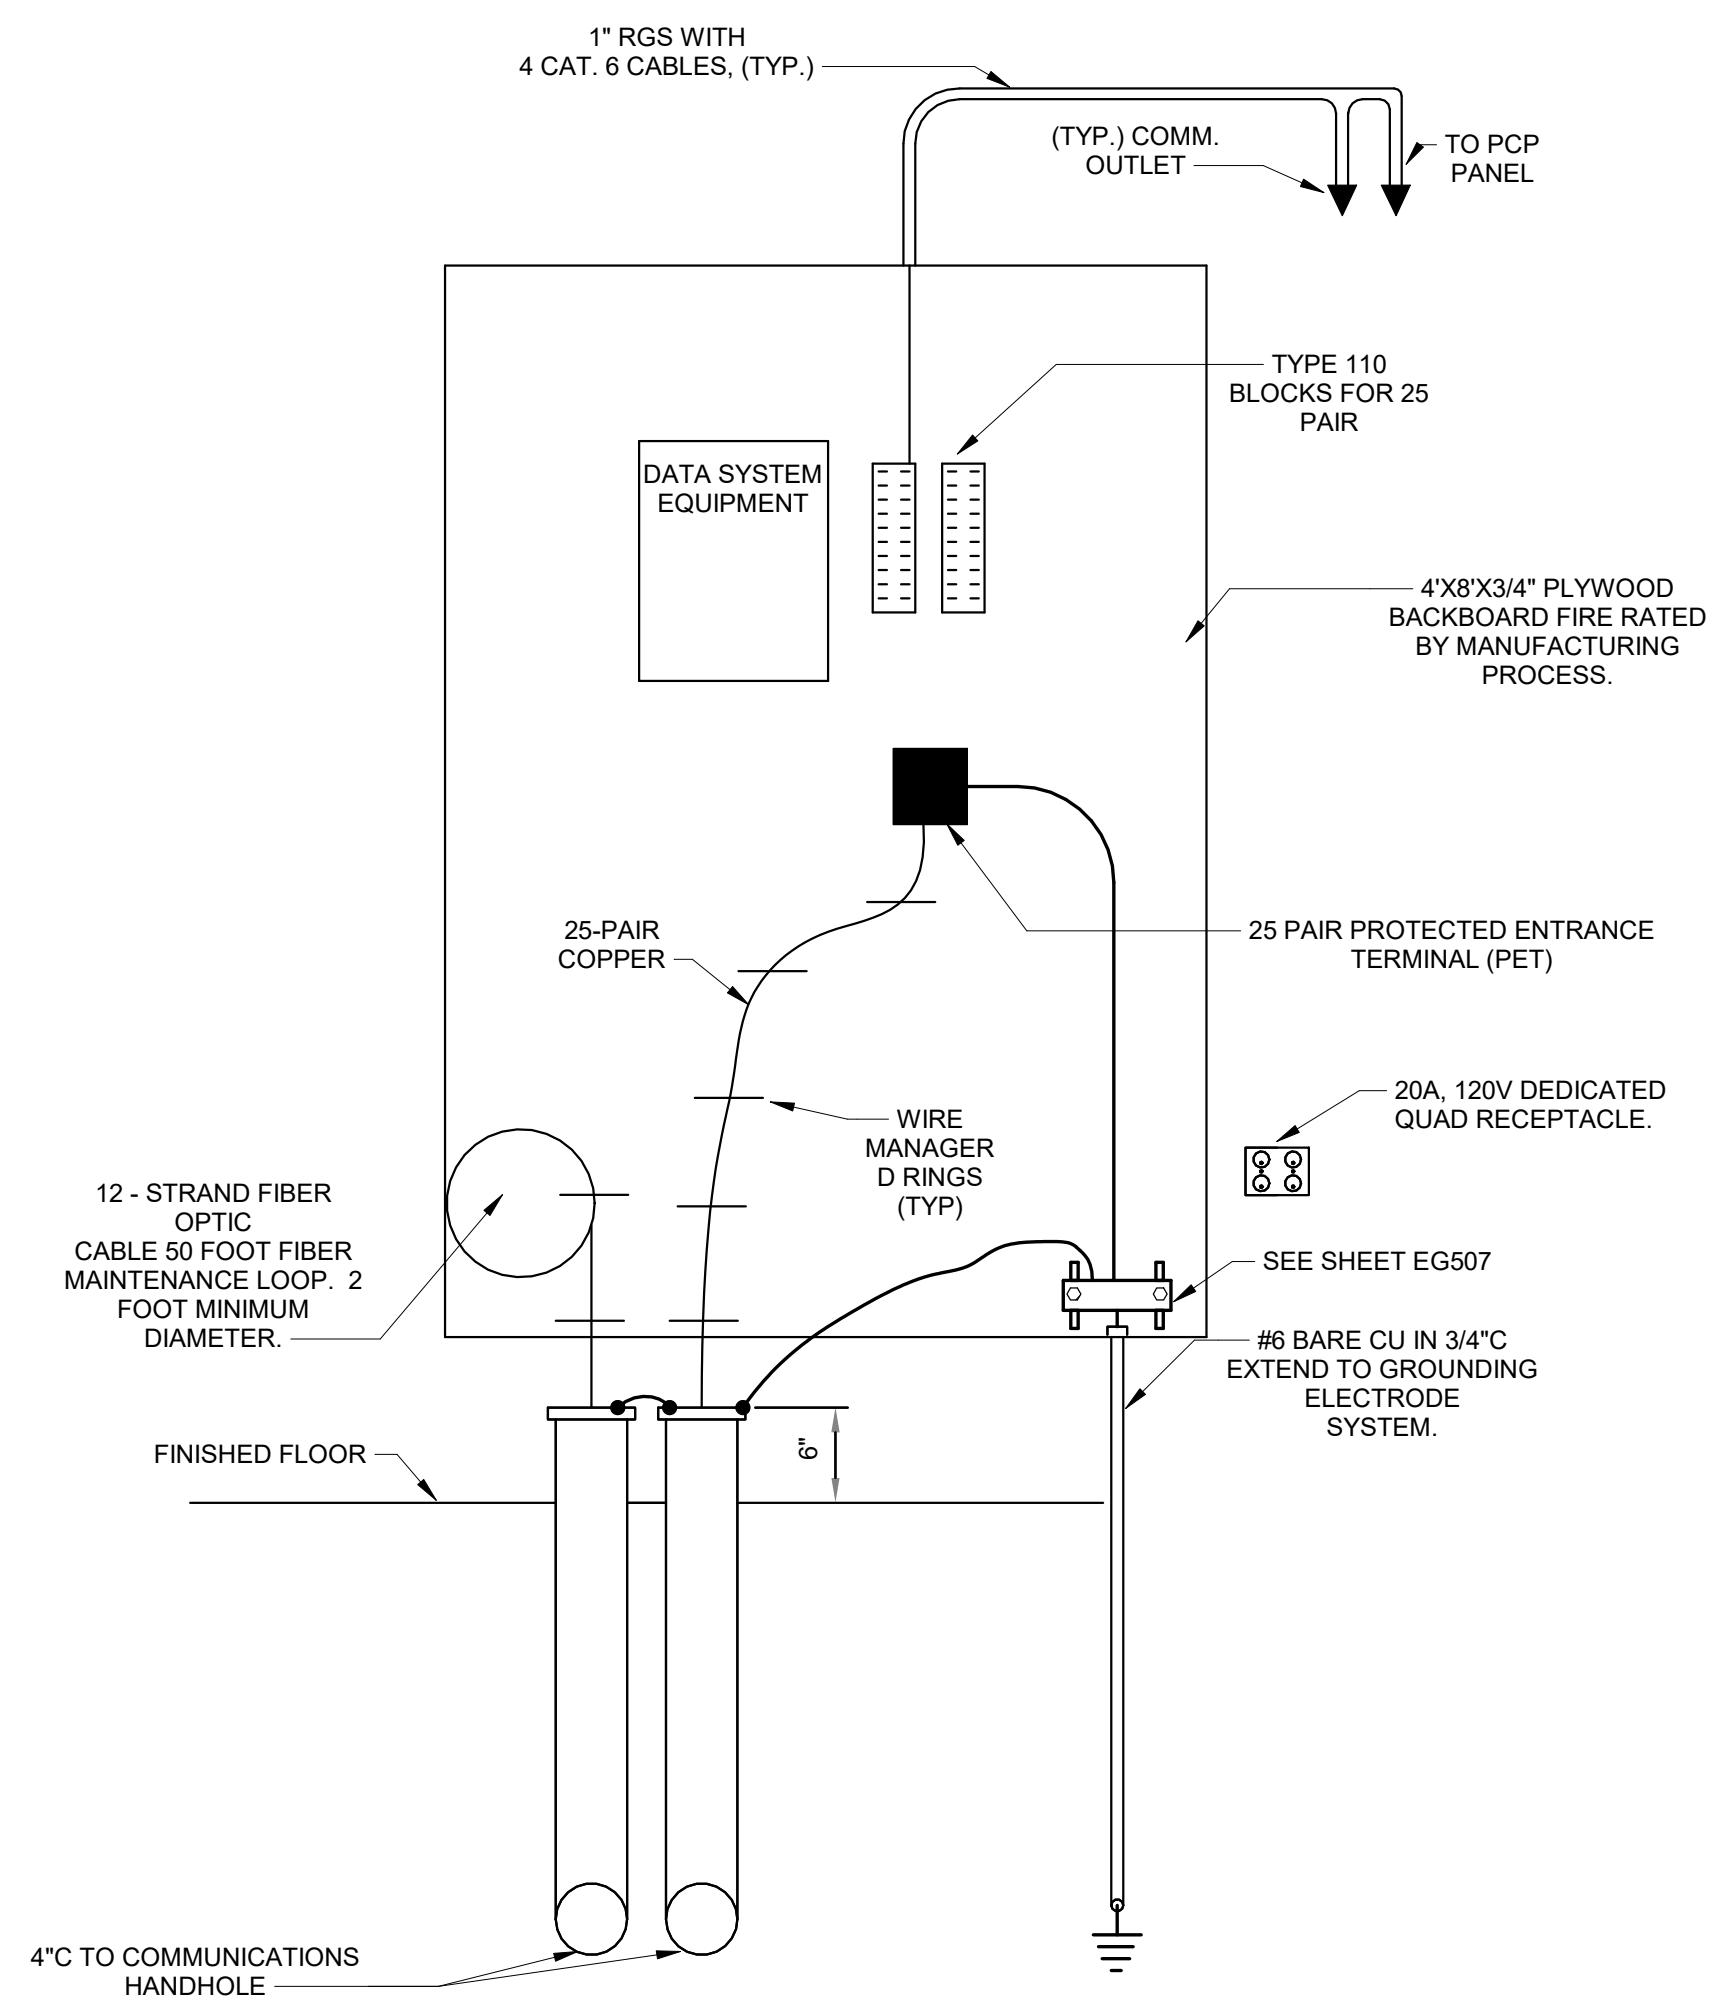 1" RGS WITH
4 CAT. 6 CABLES, (TYP.)
(TYP.) COMM.
OUTLET
TO PCP
PANEL
TYPE 110
BLOCKS FOR 25
PAIR
DATA SYSTEM
EQUIPMENT
4'X8'X3/4" PLYWOOD
BACKBOARD FIRE RATED
BY MANUFACTURING
PROCESS.
25-PAIR
COPPER
25 PAIR PROTECTED ENTRANCE
TERMINAL (PET)
WIRE
MANAGER
D RINGS
(TYP)
20A, 120V DEDICATED
QUAD RECEPTACLE.
12 - STRAND FIBER
OPTIC
CABLE 50 FOOT FIBER
MAINTENANCE LOOP.  2
FOOT MINIMUM
DIAMETER.
SEE SHEET EG507
#6 BARE CU IN 3/4"C
EXTEND TO GROUNDING
ELECTRODE
SYSTEM.
6"
FINISHED FLOOR
4"C TO COMMUNICATIONS
HANDHOLE